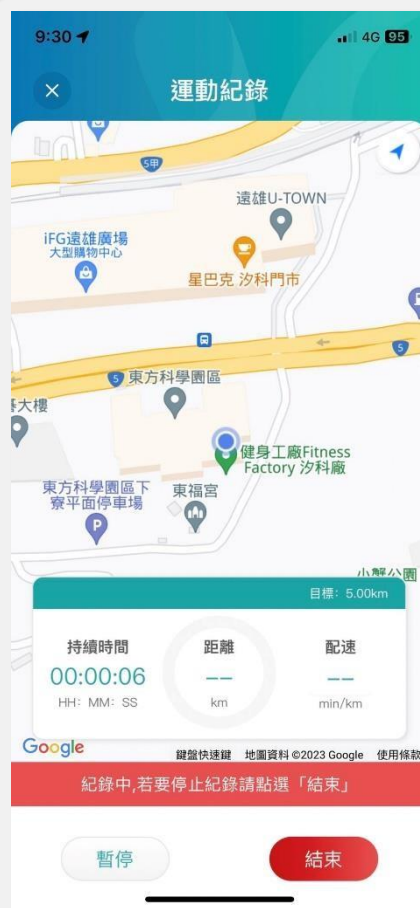 9:30
4G 95
運動紀錄
5甲
遠雄U-TOWN
iFG遠雄廣場
大型購物中心
星巴克 汐科門市
5
5
東方科學園區
大樓
健身工廠Fitness
Factory 汐科廠
東方科學園區下
寮平面停車場
東福宮
P
小蟹公園
目標: 5.00km
持續時間
距離
配速
00:00:06
--
--
HH: MM: SS
km
min/km
Google
鍵盤快速鍵
地圖資料 ©2023 Google
使用條款
紀錄中,若要停止紀錄請點選「結束」
暫停
結束